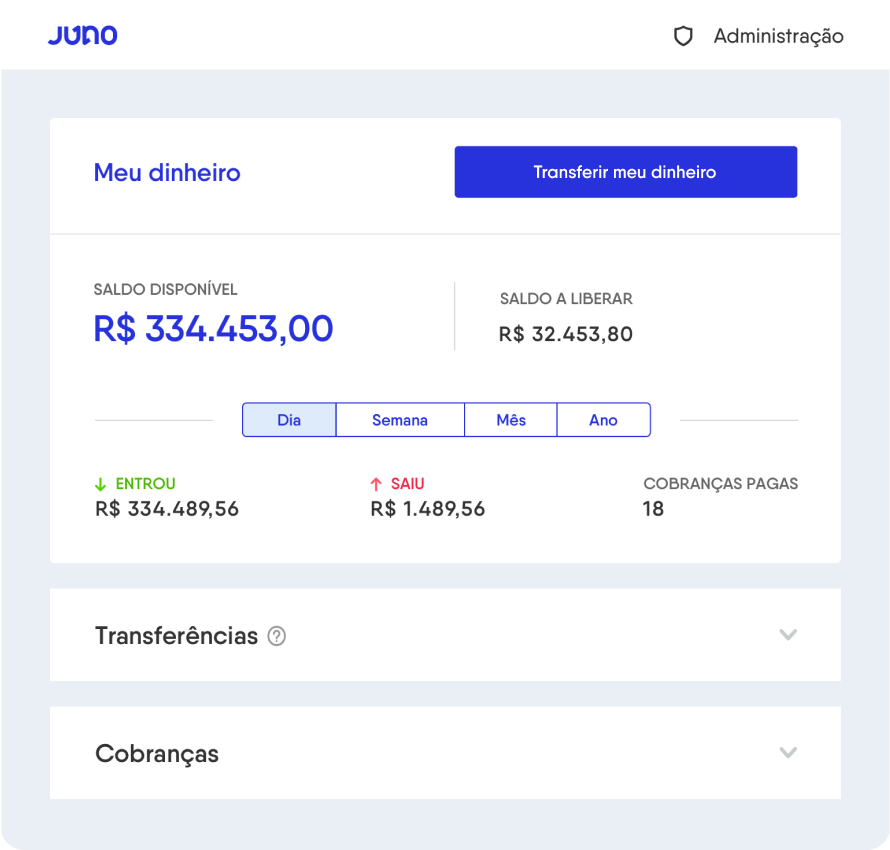 JUNO
Administração
Meu dinheiro
Transferir meu dinheiro
SALDO DISPONÍVEL
R$ 334.453,00
SALDO A LIBERAR
R$ 32.453,80
Dia
Semana
Mês
Ano
ENTROU
R$ 334.489,56
SAIU
R$ 1.489,56
COBRANÇAS PAGAS
18
Transferências ?
Cobranças